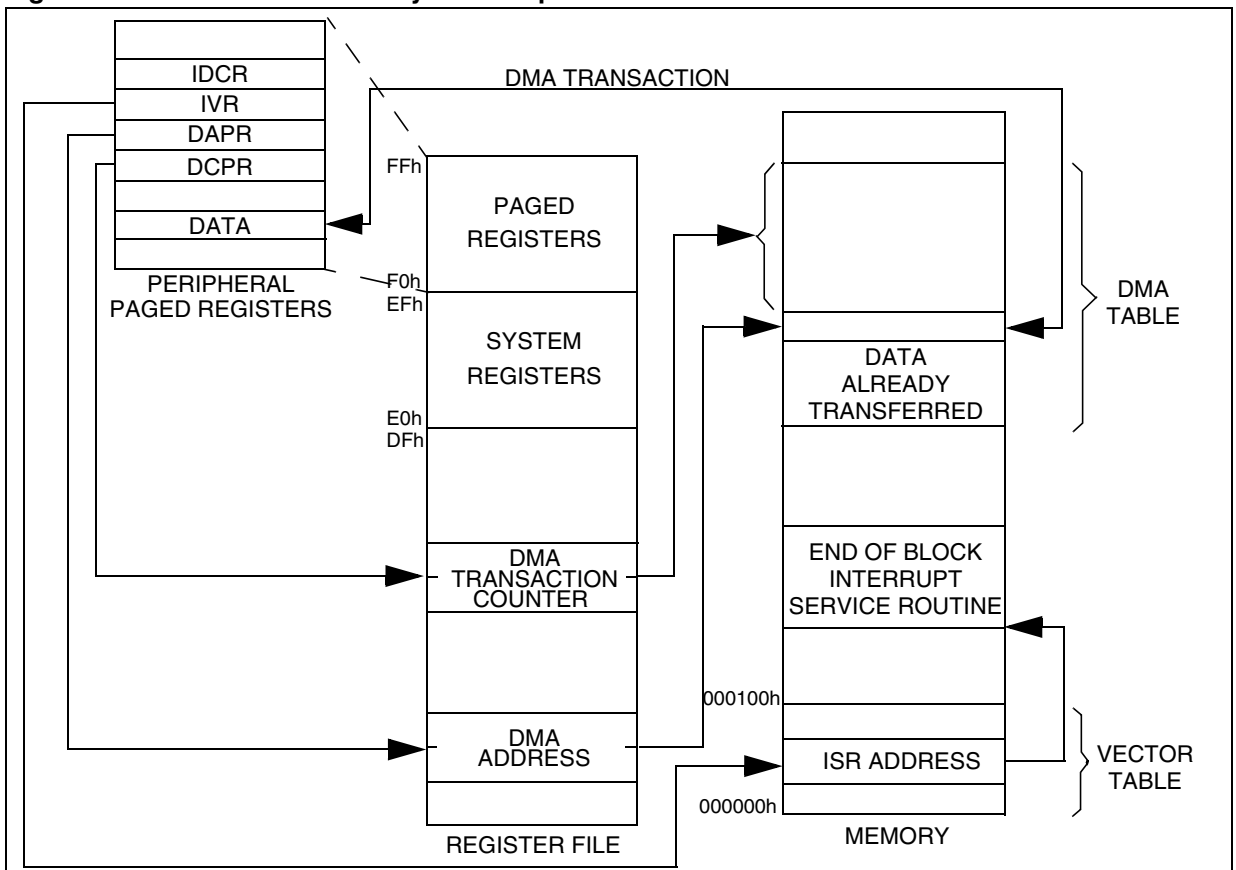 IDCR
IVR
DAPR
DCPR
DATA
PERIPHERAL
PAGED REGISTERS
DMA TRANSACTION
FFh
PAGED
REGISTERS
F0h
EFh
SYSTEM
REGISTERS
E0h
DFh
DMA
TRANSACTION
COUNTER
DMA
ADDRESS
REGISTER FILE
DATA
ALREADY
TRANSFERRED
DMA
TABLE
END OF BLOCK
INTERRUPT
SERVICE ROUTINE
000100h
ISR ADDRESS
VECTOR
TABLE
000000h
MEMORY